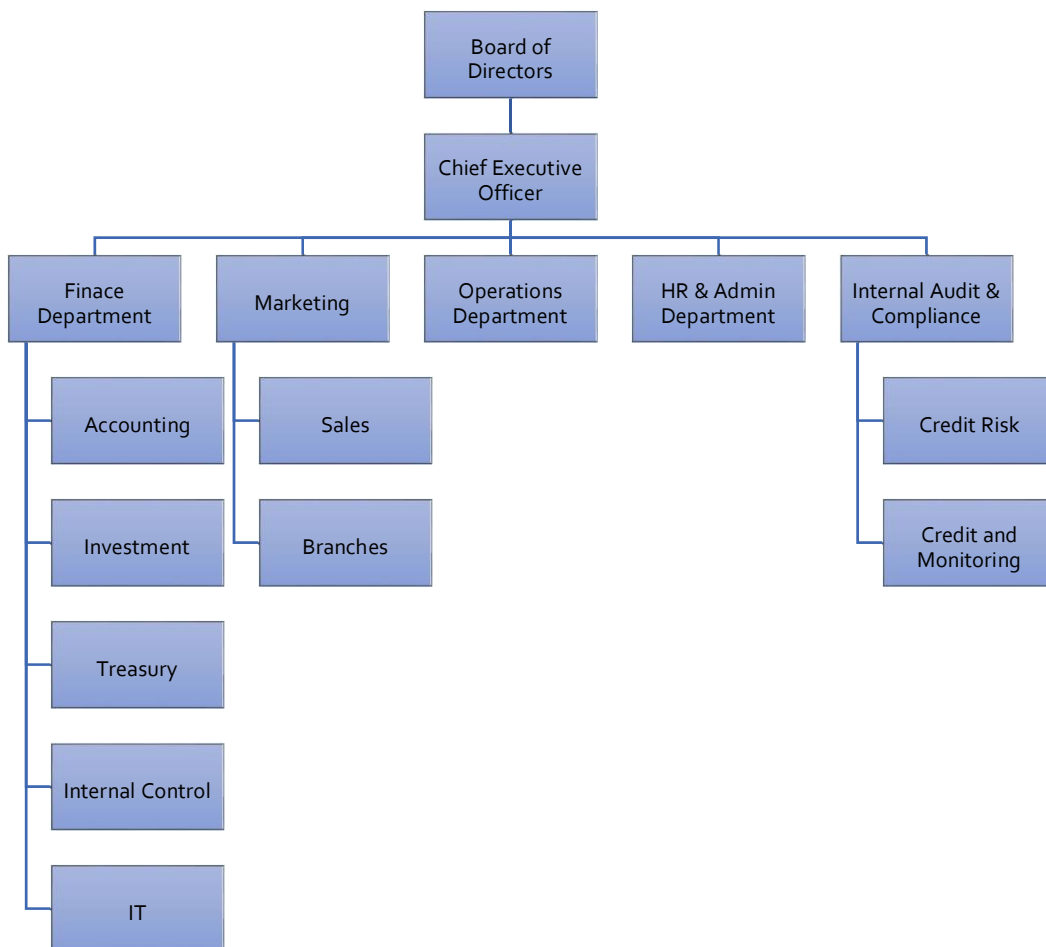 Board of
Directors
Chief Executive
Officer
Finace
Department
Marketing
Operations
Department
HR & Admin
Department
Internal Audit &
Compliance
Accounting
Sales
Credit Risk
Investment
Branches
Credit and
Monitoring
Treasury
Internal Control
IT